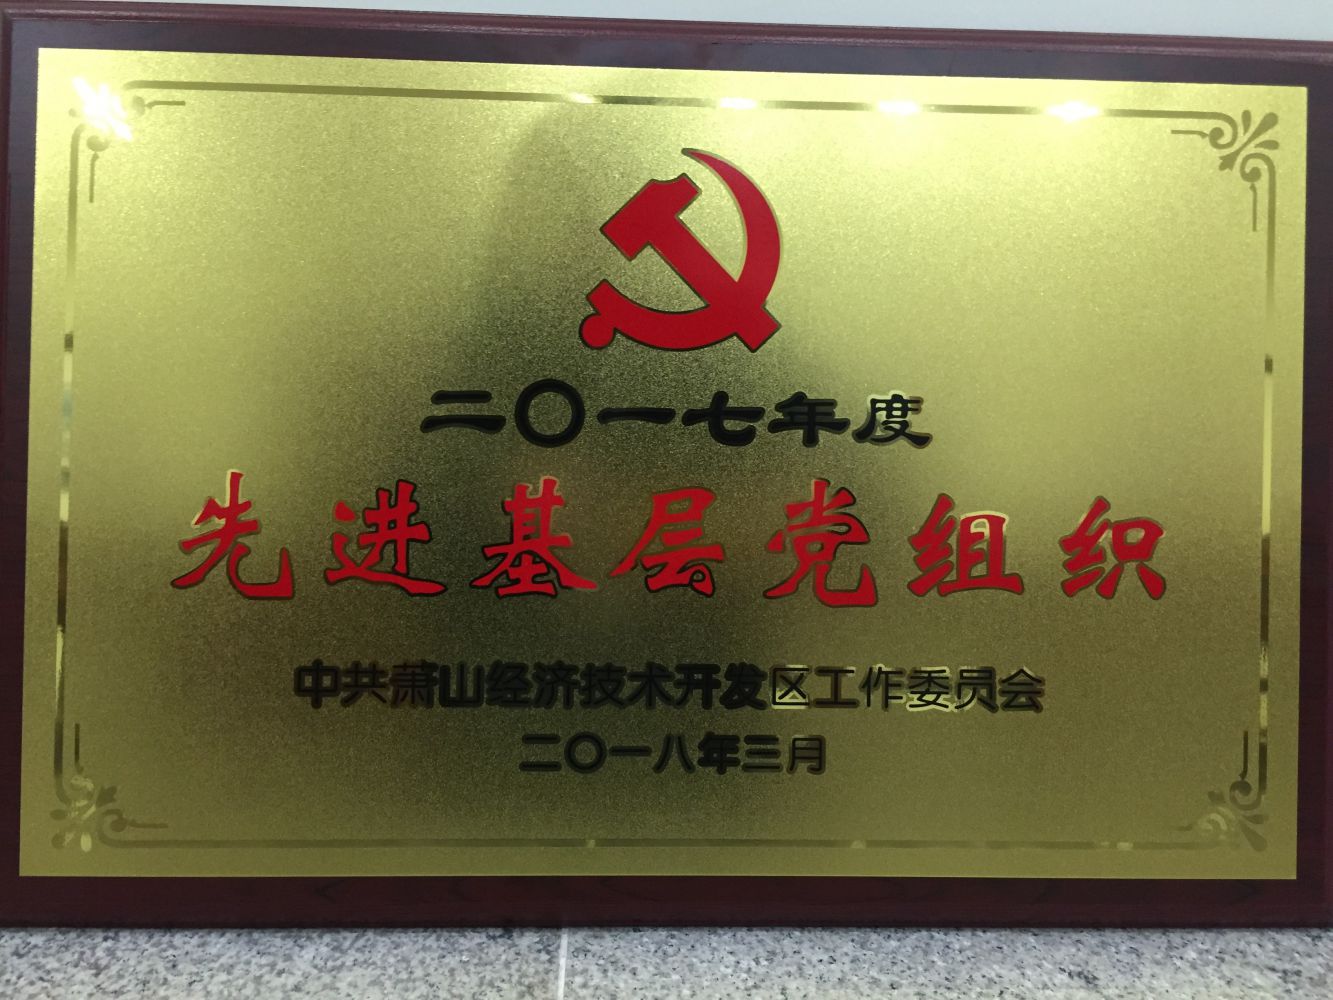 二〇一七年度
先进基层党组织
中共萧山经济技术开发区工作委员会
二〇一八年三月